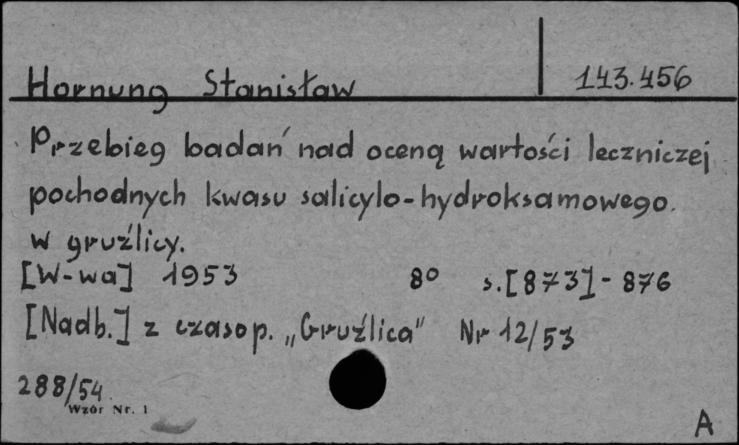 Hornung Stanisław 143.456
Przebieg badań nad oceną wartości leczniczej
pochodnych kwasu salicylo-hydroksamowego
w gruźlicy.
[W-wa] 1953 8° s.[873]-876
[Nadb.] z czasop. „Gruźlica" Nr 12/53
288/54
Wzór Nr. 1
A